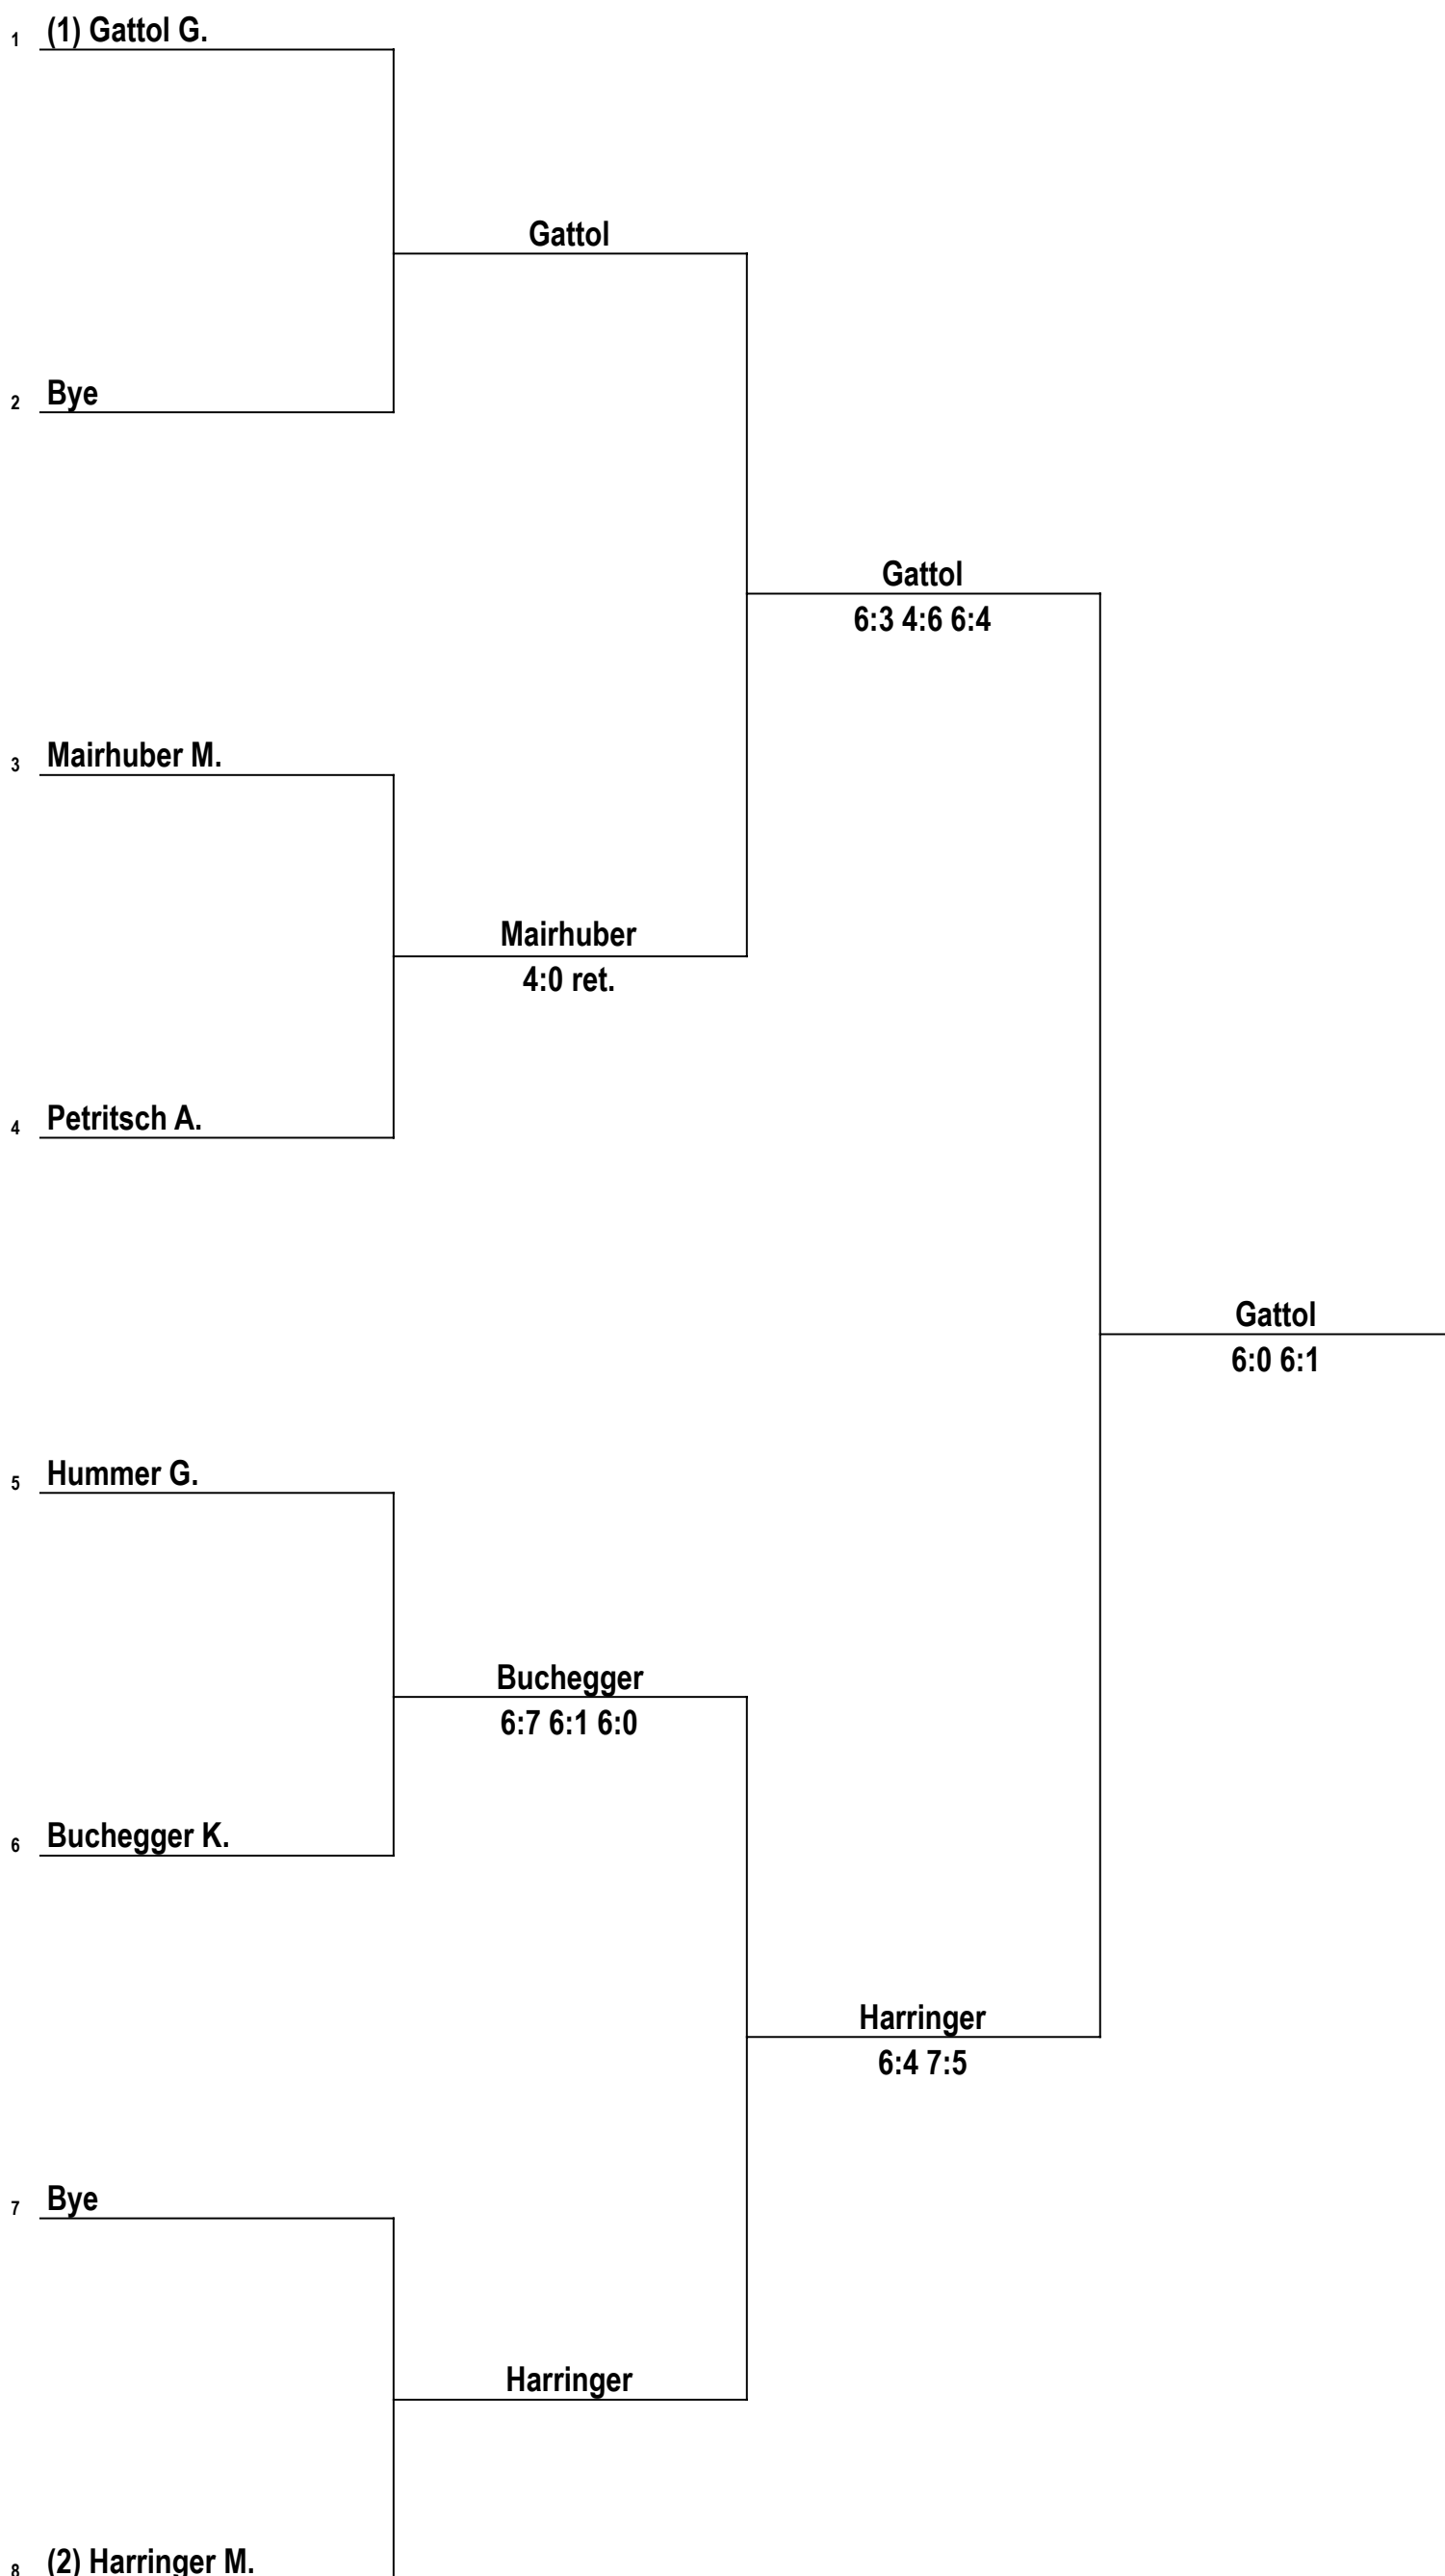 1 (1) Gattol G.
Gattol
2 Bye
Gattol
6:3 4:6 6:4
3 Mairhuber M.
Mairhuber
4:0 ret.
4 Petritsch A.
Gattol
6:0 6:1
5 Hummer G.
Buchegger
6:7 6:1 6:0
6 Buchegger K.
Harringer
6:4 7:5
7 Bye
Harringer
8 (2) Harringer M.